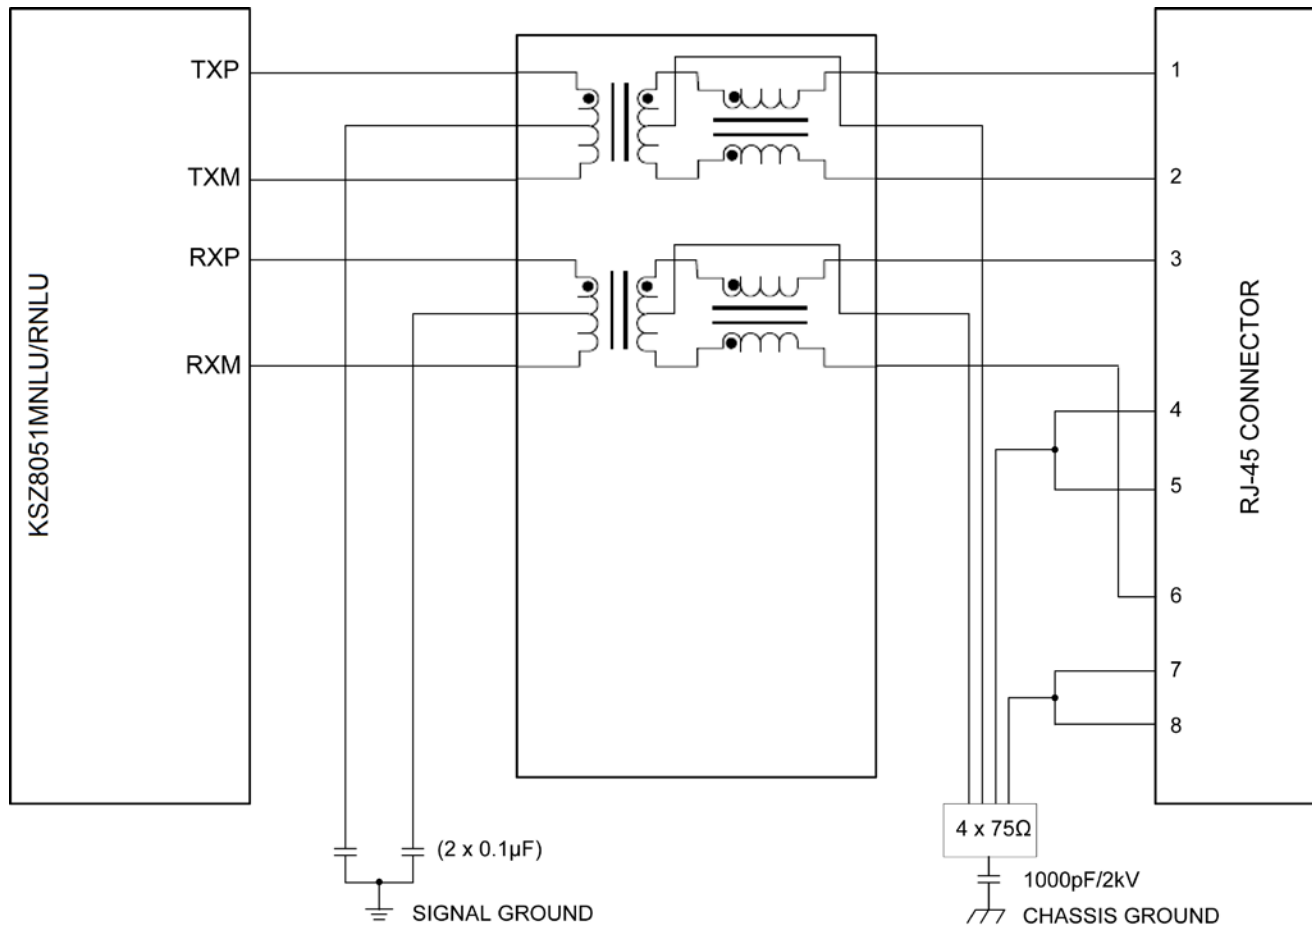 KSZ8051MNLU/RNLU
TXP
TXM
RXP
RXM
1
2
3
4
5
6
7
8
RJ-45 CONNECTOR
(2 x 0.1µF)
SIGNAL GROUND
4 x 75Ω
1000pF/2kV
CHASSIS GROUND